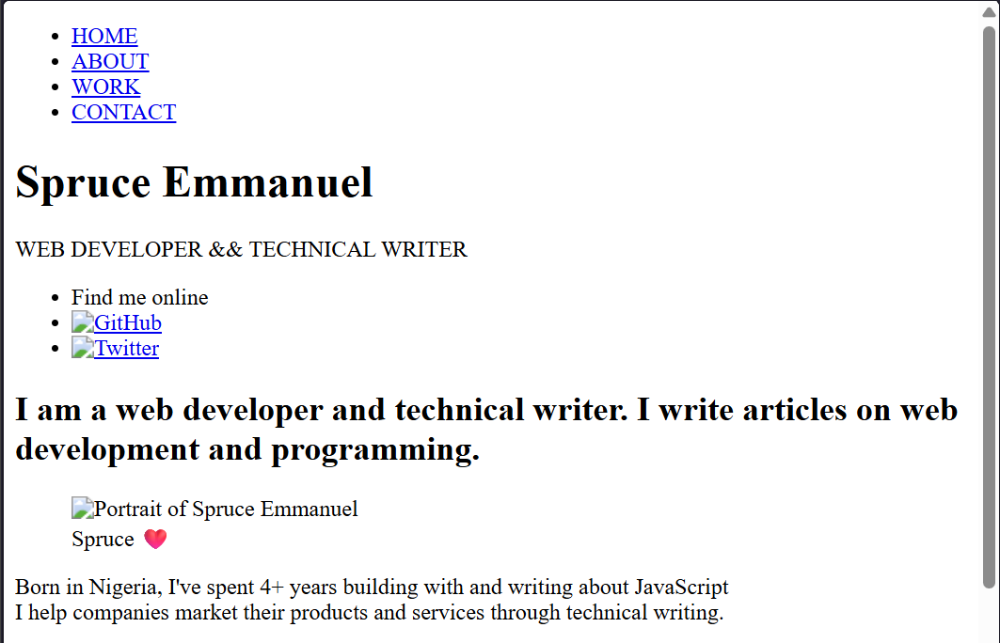 HOME
ABOUT
WORK
CONTACT
Spruce Emmanuel
WEB DEVELOPER && TECHNICAL WRITER
Find me online
GitHub
Twitter
I am a web developer and technical writer. I write articles on web
development and programming.
Portrait of Spruce Emmanuel
Spruce ❤️
Born in Nigeria, I've spent 4+ years building with and writing about JavaScript
I help companies market their products and services through technical writing.